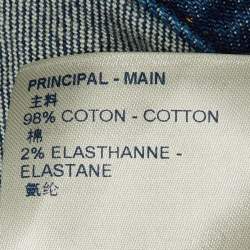 PRINCIPAL - MAIN
主料
98% COTON - COTTON
棉
2% ELASTHANNE -
ELASTANE
氨纶